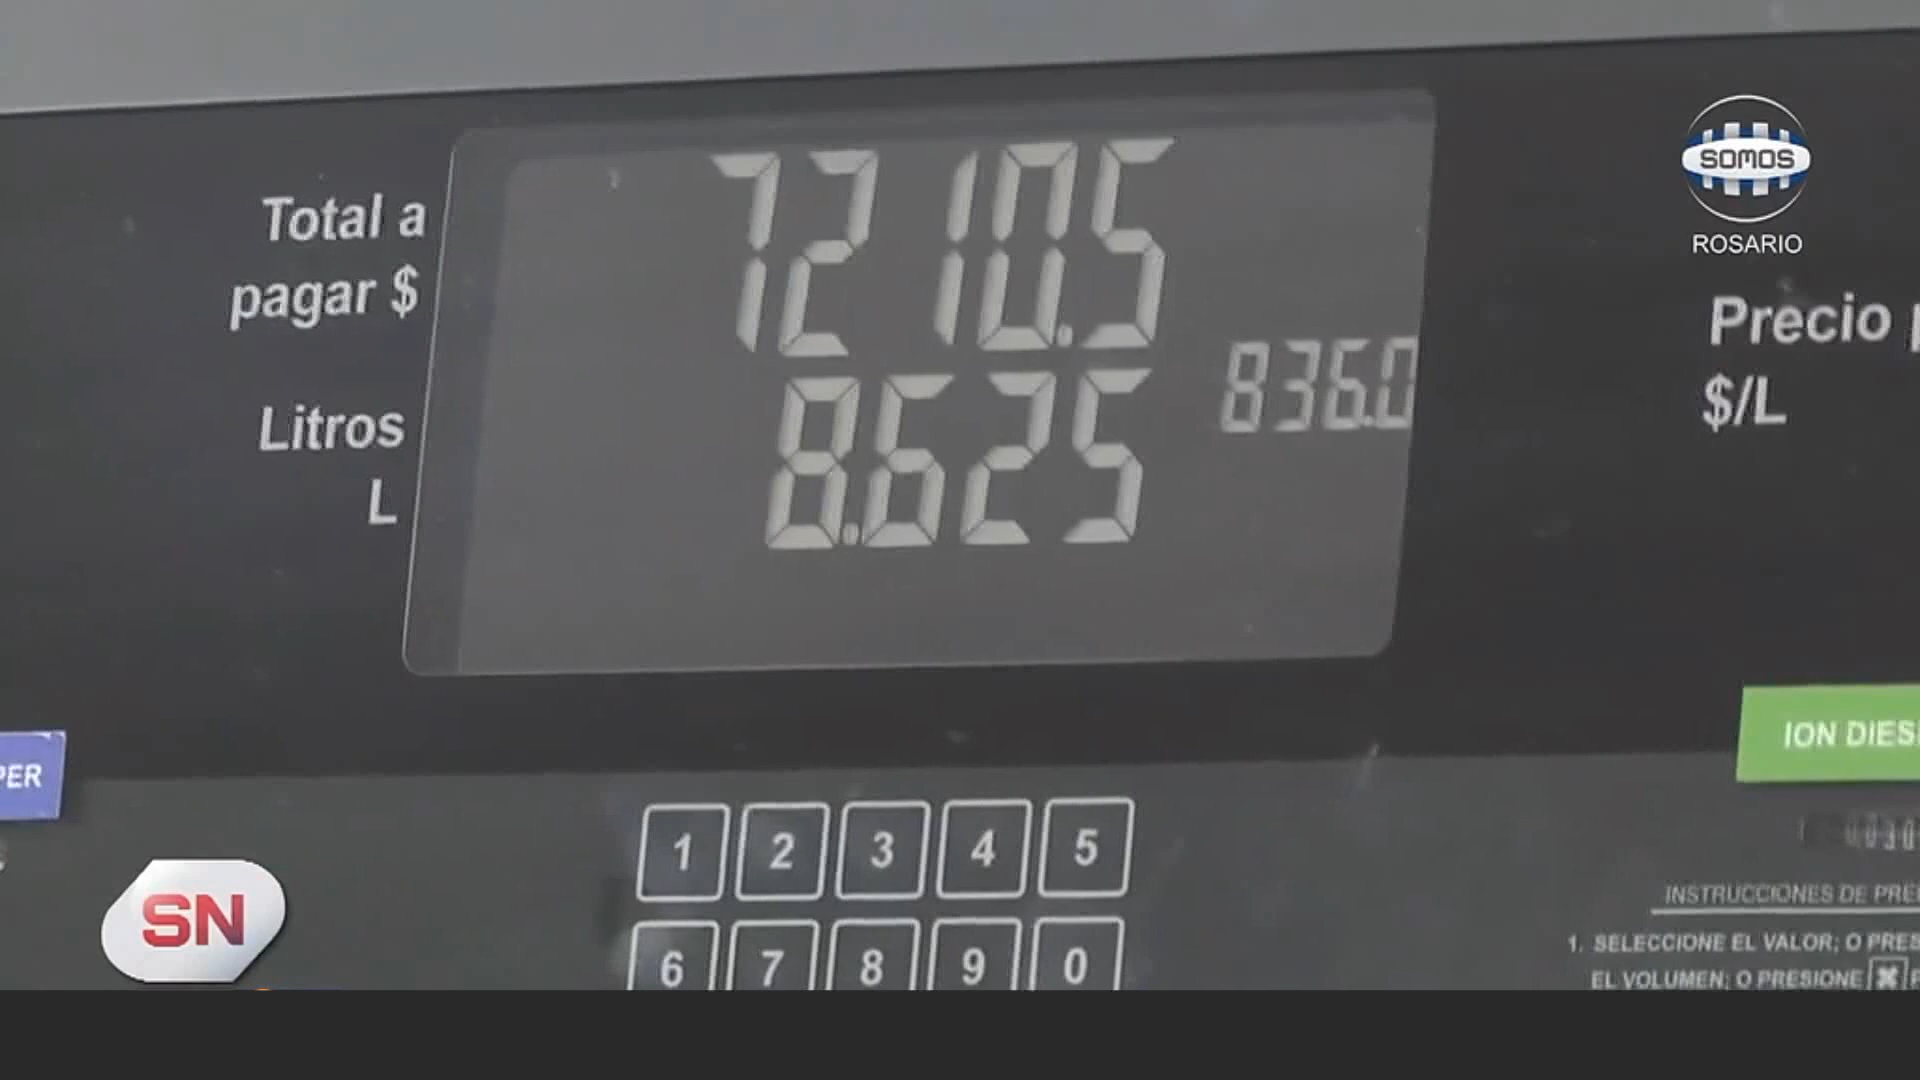 SOMOS
ROSARIO
Total a
pagar $
7210.5
Litros
L
8.625
836.0
Precio
$/L
PER
ION DIES
SN
1 2 3 4 5
6 7 8 9 0
INSTRUCCIONES DE PRE
1. SELECCIONE EL VALOR; O PRES
EL VOLUMEN; O PRESIONE